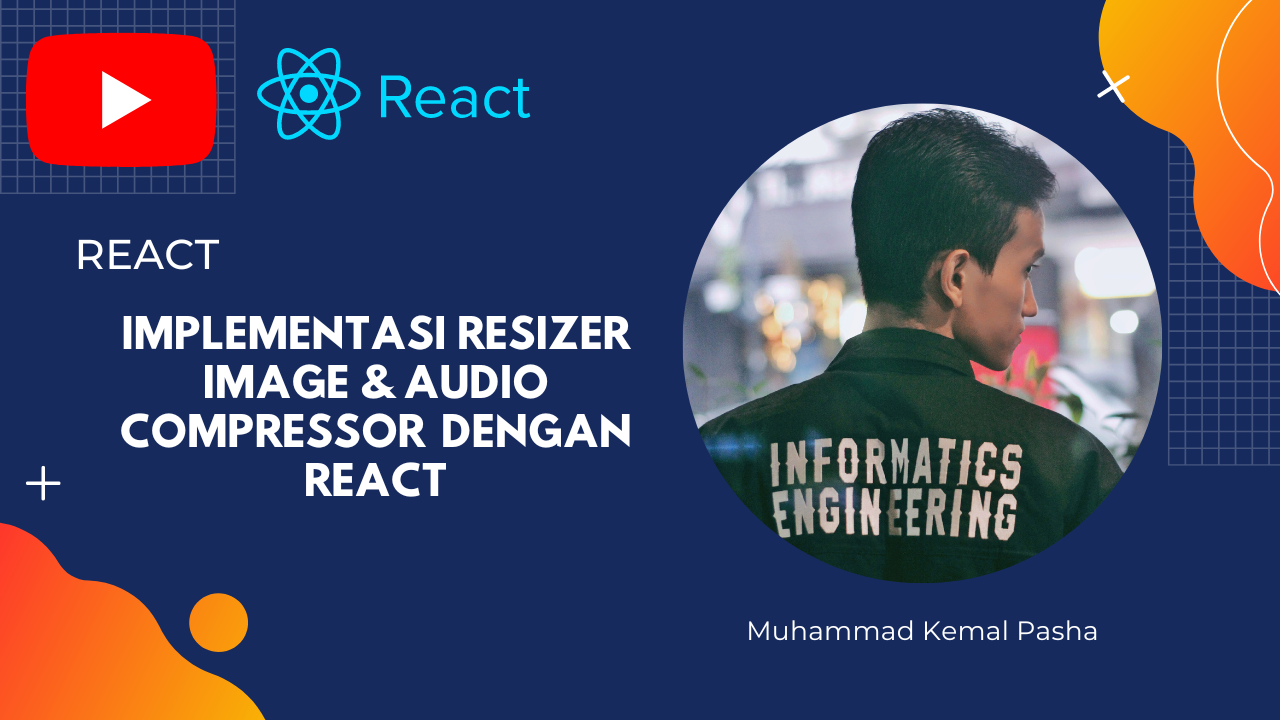 React
REACT
IMPLEMENTASI RESIZER
IMAGE & AUDIO
COMPRESSOR DENGAN
REACT
INFORMATICS
ENGINEERING
Muhammad Kemal Pasha